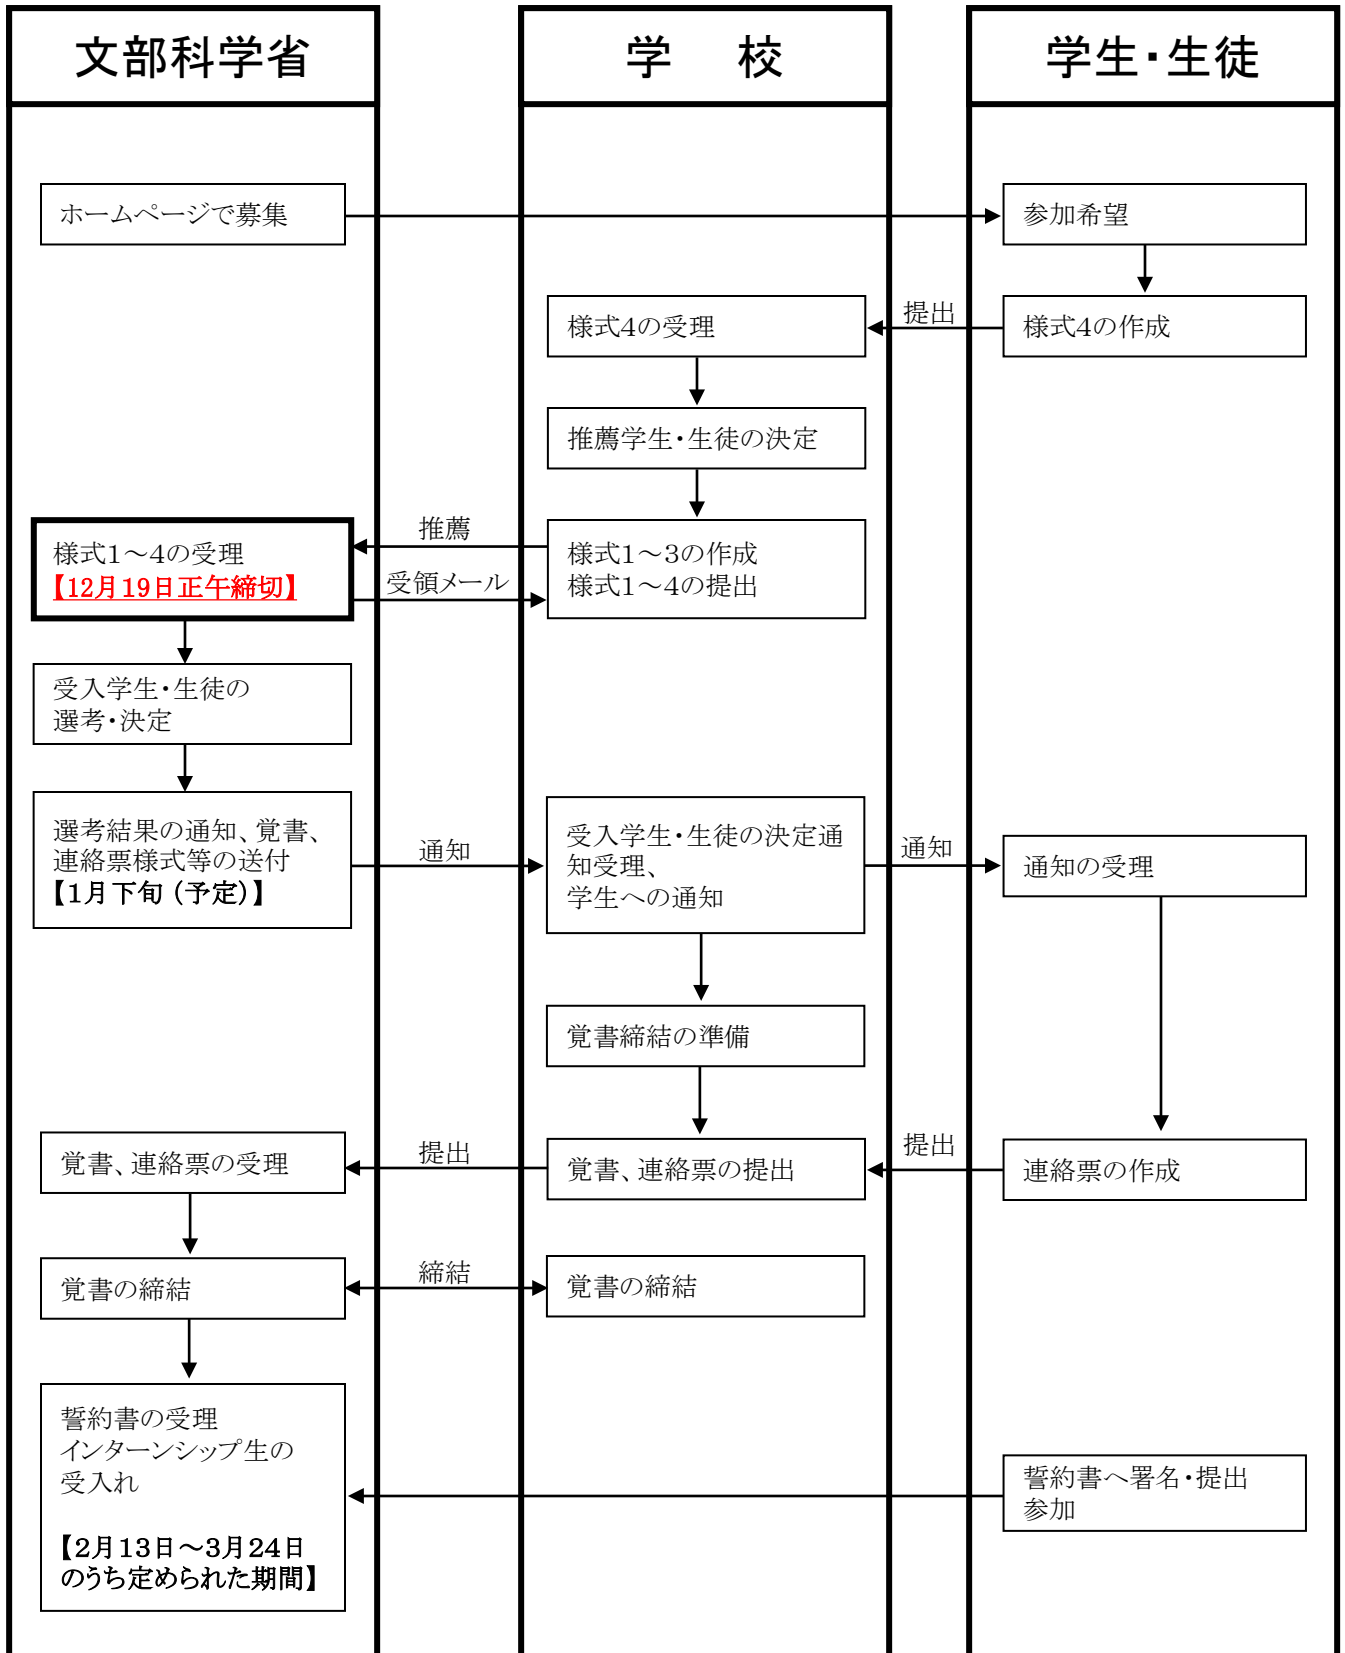 文部科学省
学　校
学生・生徒
ホームページで募集
参加希望
様式4の受理
提出
様式4の作成
推薦学生・生徒の決定
様式1～4の受理
【12月19日正午締切】
推薦
受領メール
様式1～3の作成
様式1～4の提出
受入学生・生徒の
選考・決定
選考結果の通知、覚書、
連絡票様式等の送付
【1月下旬（予定）】
通知
受入学生・生徒の決定通
知受理、
学生への通知
通知
通知の受理
覚書締結の準備
覚書、連絡票の受理
提出
覚書、連絡票の提出
提出
連絡票の作成
覚書の締結
締結
覚書の締結
誓約書の受理
インターンシップ生の
受入れ
【2月13日～3月24日
のうち定められた期間】
誓約書へ署名・提出
参加